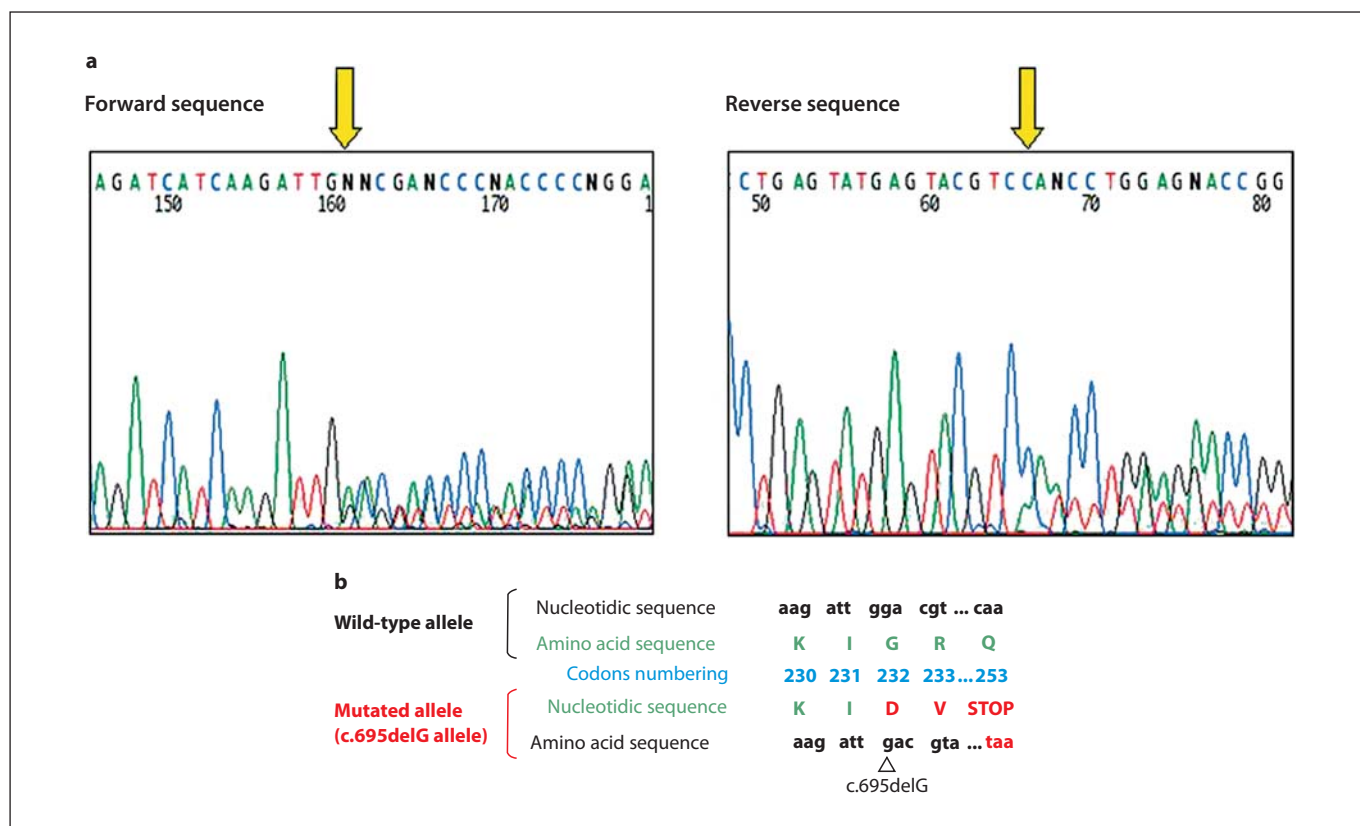 a
Forward sequence
Reverse sequence
AGATCATCAAGATTGNNCGANCCCNACCCCNGGA
150 160 170 1
CTGAGTATGAGTACGTCCANCCTGGAGNACCGG
50 60 70 80
b
Wild-type allele
Nucleotidic sequence aag att gga cgt ... caa
Amino acid sequence K I G R Q
Codons numbering 230 231 232 233...253
Mutated allele
(c.695delG allele)
Nucleotidic sequence K I D V STOP
Amino acid sequence aag att gac gta ... taa
△
c.695delG